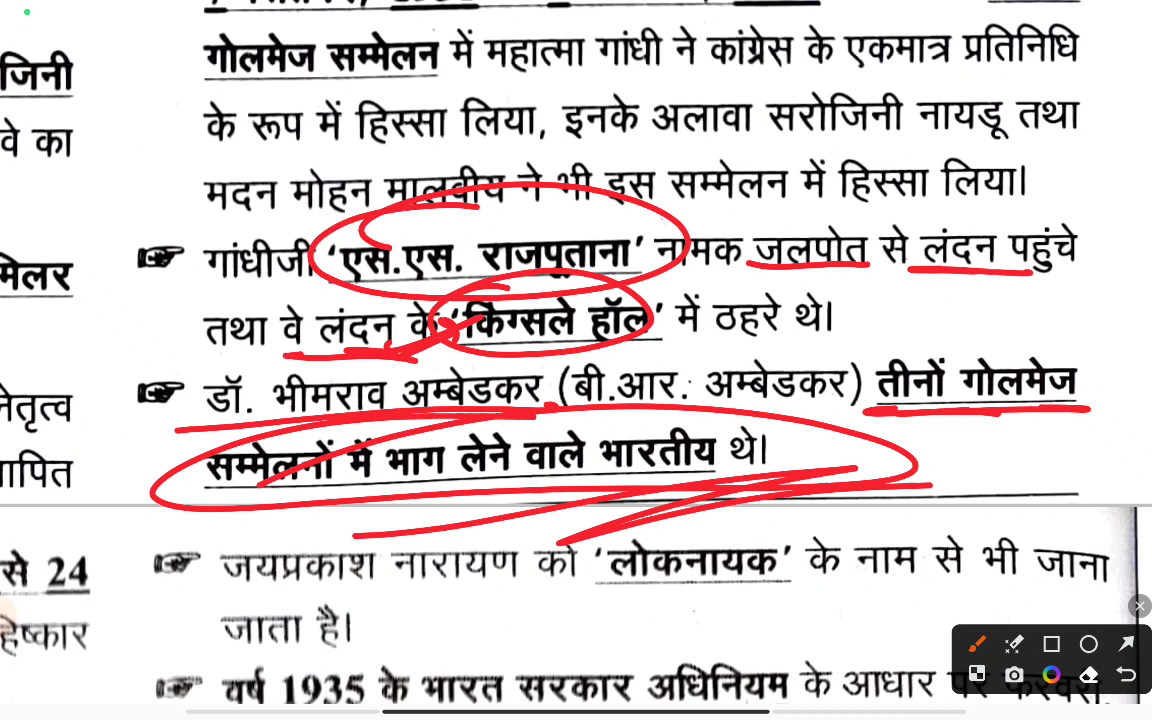 गोलमेज सम्मेलन में महात्मा गांधी ने कांग्रेस के एकमात्र प्रतिनिधि
जिनी
के रूप में हिस्सा लिया, इनके अलावा सरोजिनी नायडू तथा
वे का
मदन मोहन मालवीय ने भी इस सम्मेलन में हिस्सा लिया।
☞ गांधीजी ‘एस.एस. राजपूताना’ नामक जलपोत से लंदन पहुंचे
मिलर
तथा वे लंदन के ‘किंग्सले हॉल’ में ठहरे थे।
☞ डॉ. भीमराव अम्बेडकर (बी.आर. अम्बेडकर) तीनों गोलमेज
नेतृत्व
सम्मेलनों में भाग लेने वाले भारतीय थे।
ापित
से 24
☞ जयप्रकाश नारायण को ‘लोकनायक’ के नाम से भी जाना
हिष्कार
जाता है।
☞ वर्ष 1935 के भारत सरकार अधिनियम के आधार पर फरवरी,